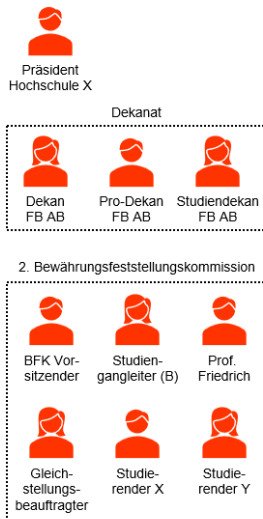 Präsident
Hochschule X
Dekanat
Dekan
FB AB
Pro-Dekan
FB AB
Studiendekan
FB AB
2. Bewährungsfeststellungskommission
BFK Vor-
sitzender
Studien-
gangleiter (B)
Prof.
Friedrich
Gleich-
stellungs-
beauftragter
Studie-
render X
Studie-
render Y